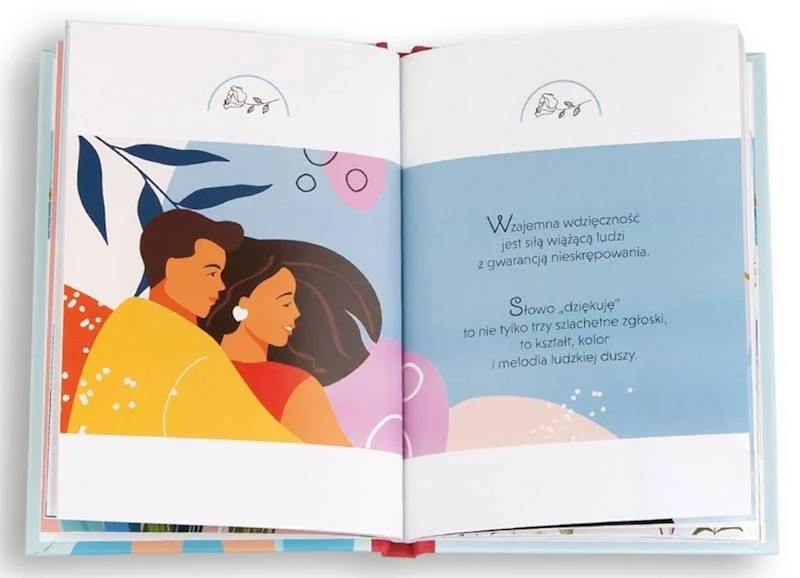 Wzajemna wdzięczność
jest siłą wiążącą ludzi
z gwarancją nieskrępowania.
Słowo „dziękuję”
to nie tylko trzy szlachetne zgłoski,
to kształt, kolor
i melodia ludzkiej duszy.